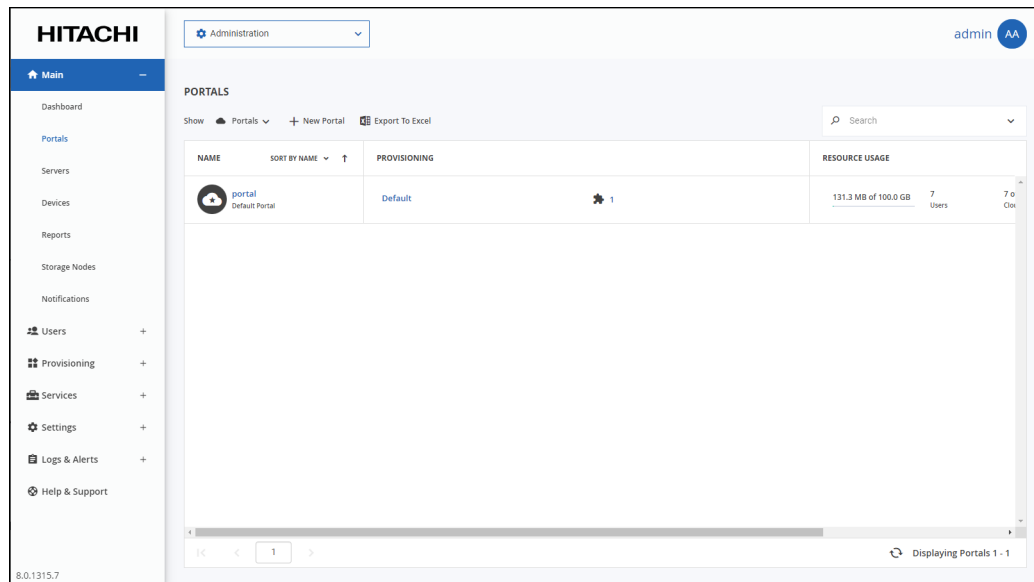 HITACHI
Administration
admin
AA
Main
Dashboard
Portals
Servers
Devices
Reports
Storage Nodes
Notifications
Users
Provisioning
Services
Settings
Logs & Alerts
Help & Support
8.0.1315.7
PORTALS
Show Portals New Portal Export To Excel
Search
NAME SORT BY NAME PROVISIONING RESOURCE USAGE
portal
Default Portal
Default
1
131.3 MB of 100.0 GB
7
Users
7
1
Displaying Portals 1 - 1